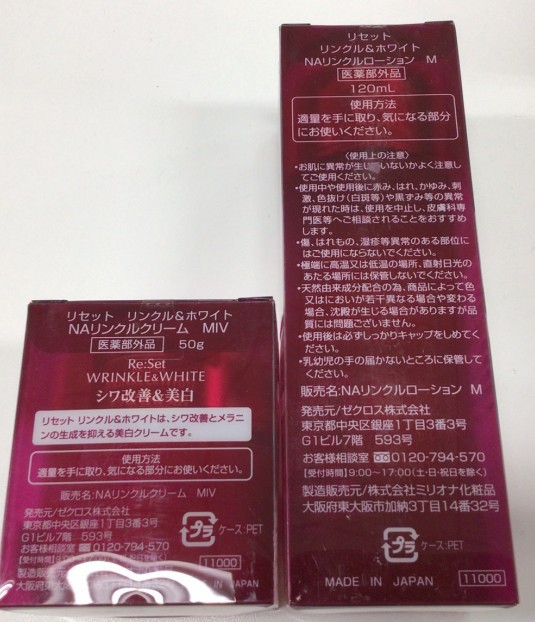 リセット リンクル&ホワイト
NAリンクルクリーム MIV
医薬部外品 50g
Re:Set
WRINKLE&WHITE
シワ改善&美白
リセット リンクル&ホワイトは、シワ改善とメラニ
ンの生成を抑える美白クリームです。
使用方法
適量を手に取り、気になる部分にお使いください。
販売名:NAリンクルクリーム MIV
発売元/ゼクロス株式会社
東京都中央区銀座1丁目3番3号
G1ビル7階 593号
お客様相談室 0120-794-570
【受付時間】
製造販売元
大阪府東大阪市加納3丁目14番32号
プラ ケース:PET
11000
リセット
リンクル&ホワイト
NAリンクルローション M
医薬部外品
120mL
使用方法
適量を手に取り、気になる部分
にお使いください。
〈使用上の注意〉
・お肌に異常が生じていないかよく注意し
てご使用ください。
・使用中や使用後に赤み、はれ、かゆみ、刺
激、色抜け(白斑等)や黒ずみ等の異常
が現れた時は、使用を中止し、皮膚科専
門医等へご相談されることをおすすめ
します。
・傷、はれもの、湿疹等異常のある部位に
はご使用にならないでください。
・極端に高温又は低温の場所、直射日光の
あたる場所には保管しないでください。
・天然由来成分配合の為、商品によって色
又はにおいが若干異なる場合や変わる
場合、沈殿が生じる場合がありますが品
質には問題ございません。
・使用後は必ずしっかりキャップをしめてく
ださい。
・乳幼児の手の届かないところに保管して
ください。
販売名:NAリンクルローション M
発売元/ゼクロス株式会社
東京都中央区銀座1丁目3番3号
G1ビル7階 593号
お客様相談室 0120-794-570
【受付時間】9:00~17:00(土・日・祝日を除く)
製造販売元/株式会社ミリオナ化粧品
大阪府東大阪市加納3丁目14番32号
プラ ケース:PET
MADE IN JAPAN 11000